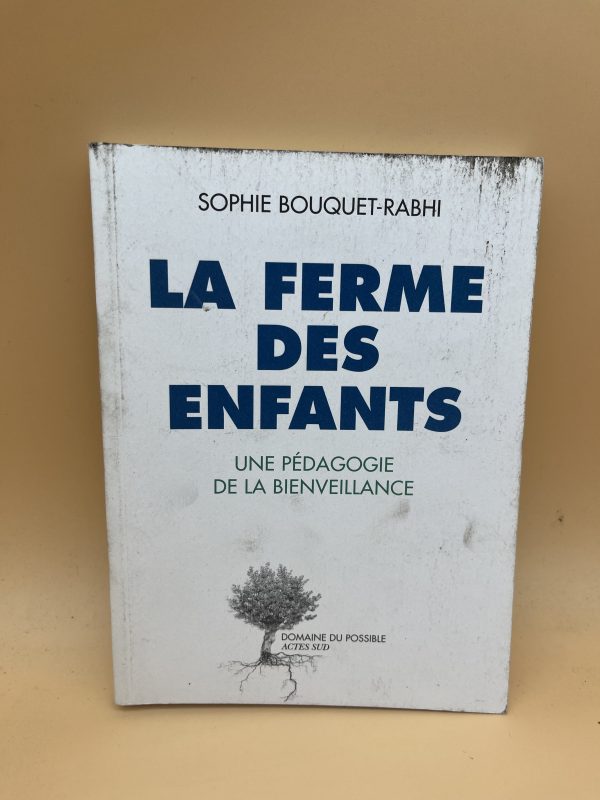 SOPHIE BOUQUET-RABHI
LA FERME
DES
ENFANTS
UNE PÉDAGOGIE
DE LA BIENVEILLANCE
DOMAINE DU POSSIBLE
ACTES SUD